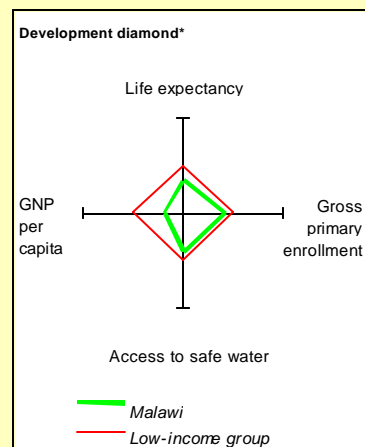 Development diamond*
Life expectancy
GNP
per
capita
Gross
primary
enrollment
Access to safe water
Malawi
Low-income group